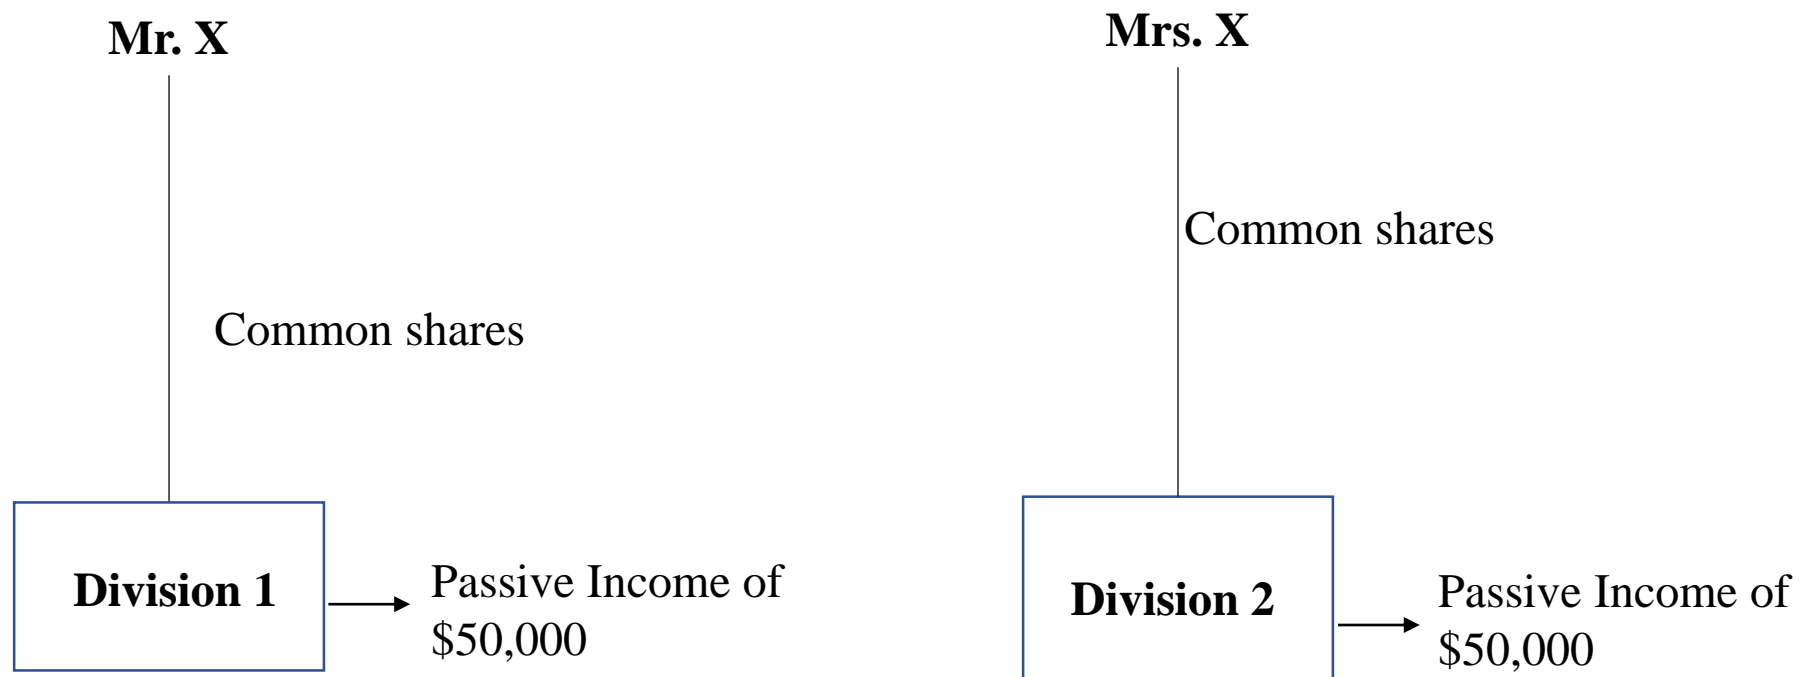 Mr. X
Mrs. X
Common shares
Common shares
Division 1
Passive Income of
$50,000
Division 2
Passive Income of
$50,000